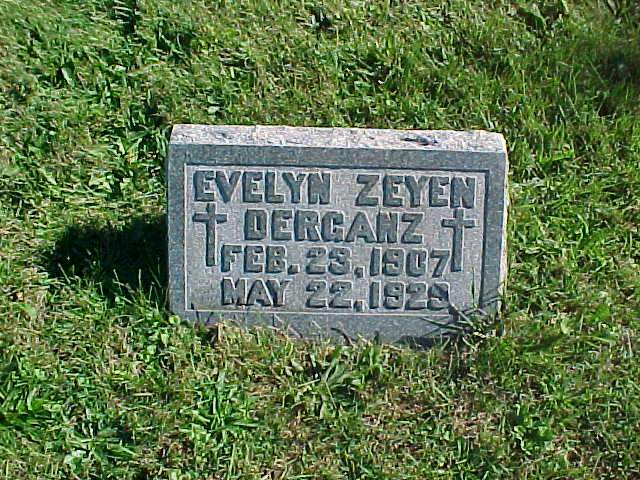 EVELYN ZEYEN
DERGANZ
FEB. 23, 1907
MAY 22, 1929